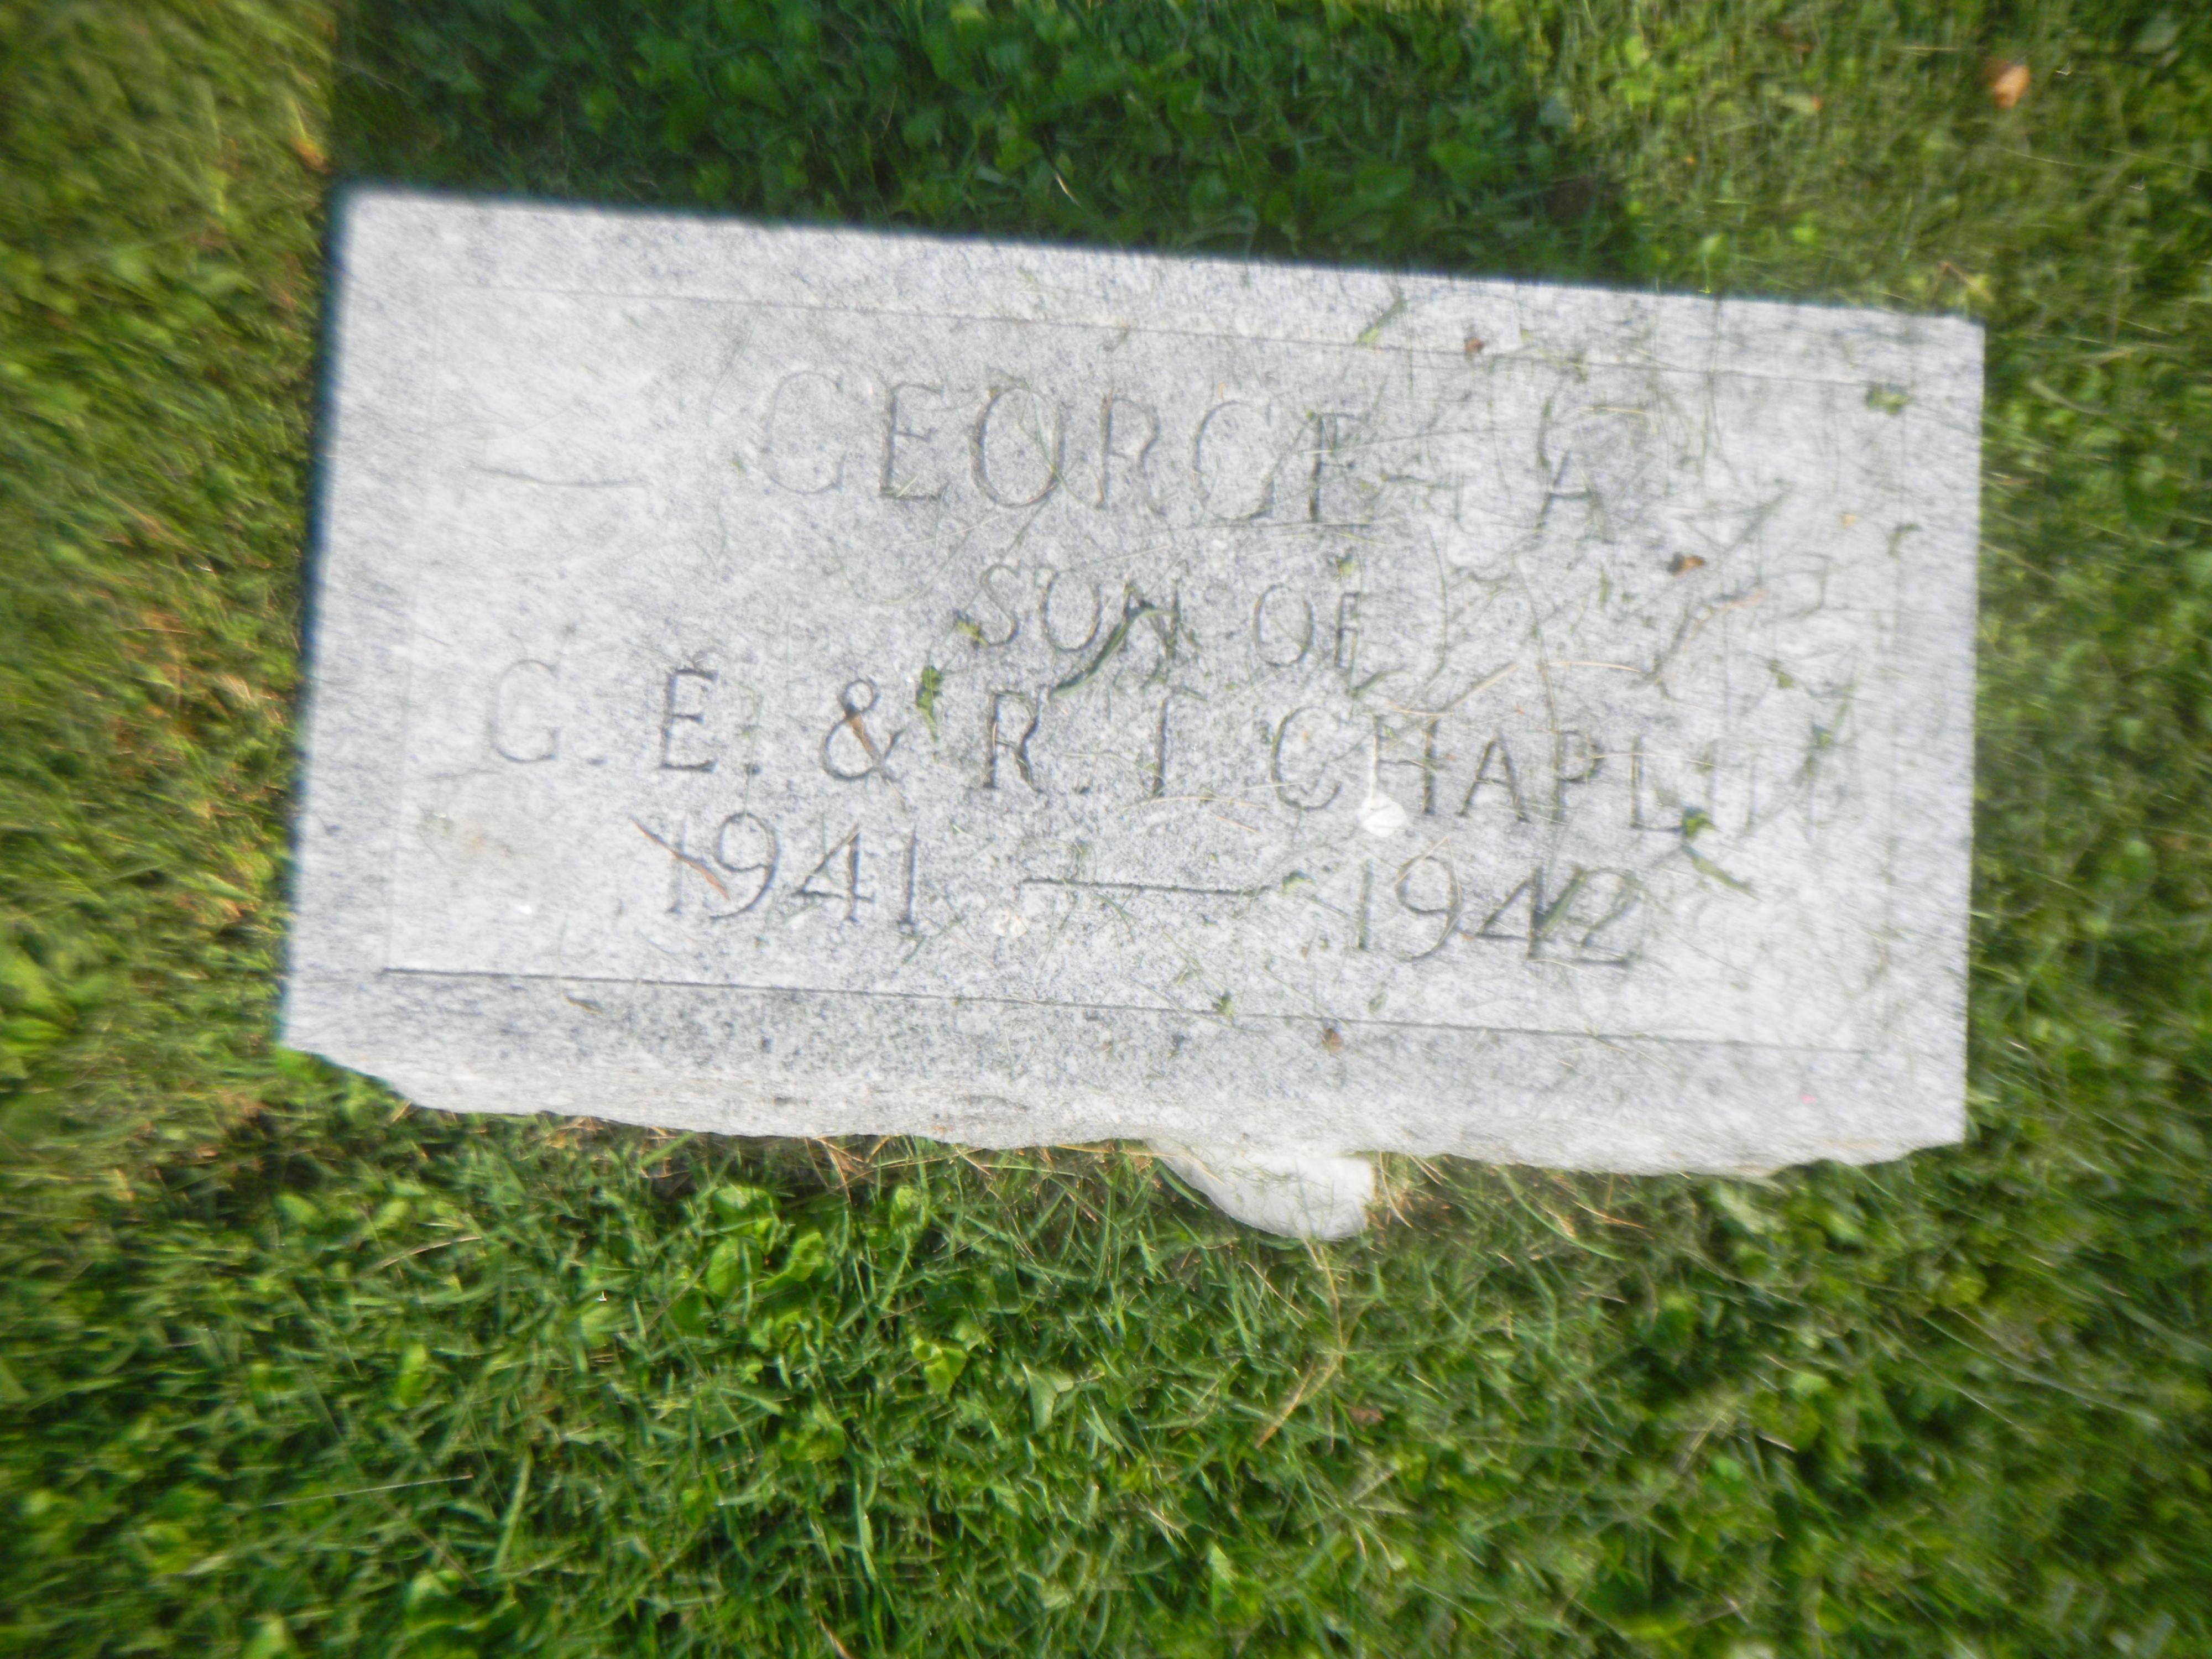 GEORGE A
SON OF
G. E. & R. I. CHAPLIN
1941 — 1942